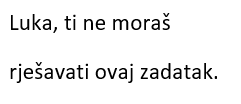 Luka, ti ne moraš
rješavati ovaj zadatak.